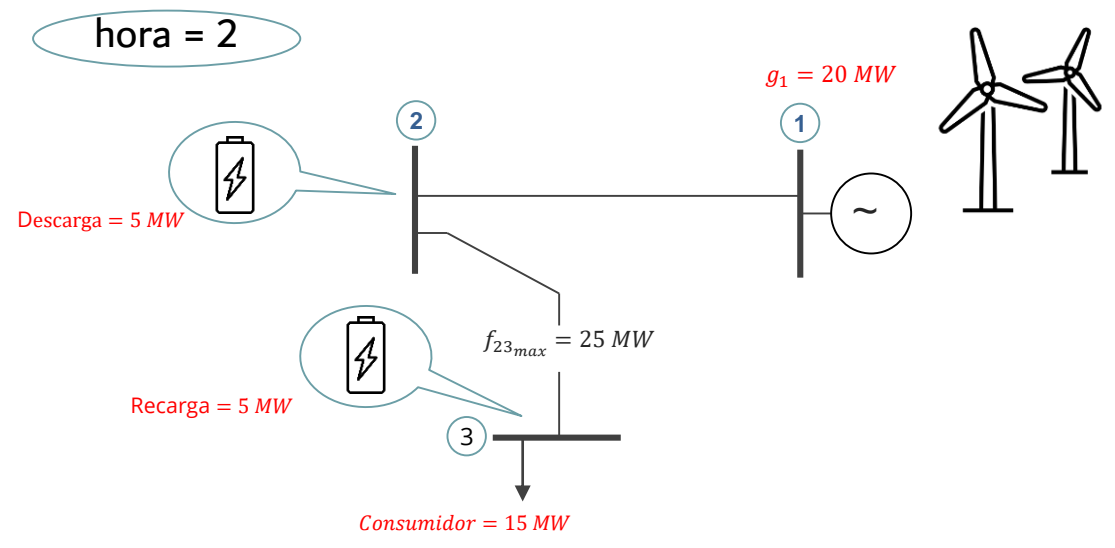 hora = 2
g₁ = 20 MW
2
1
Descarga = 5 MW
~
f₂₃ₘₐₓ = 25 MW
Recarga = 5 MW
3
Consumidor = 15 MW